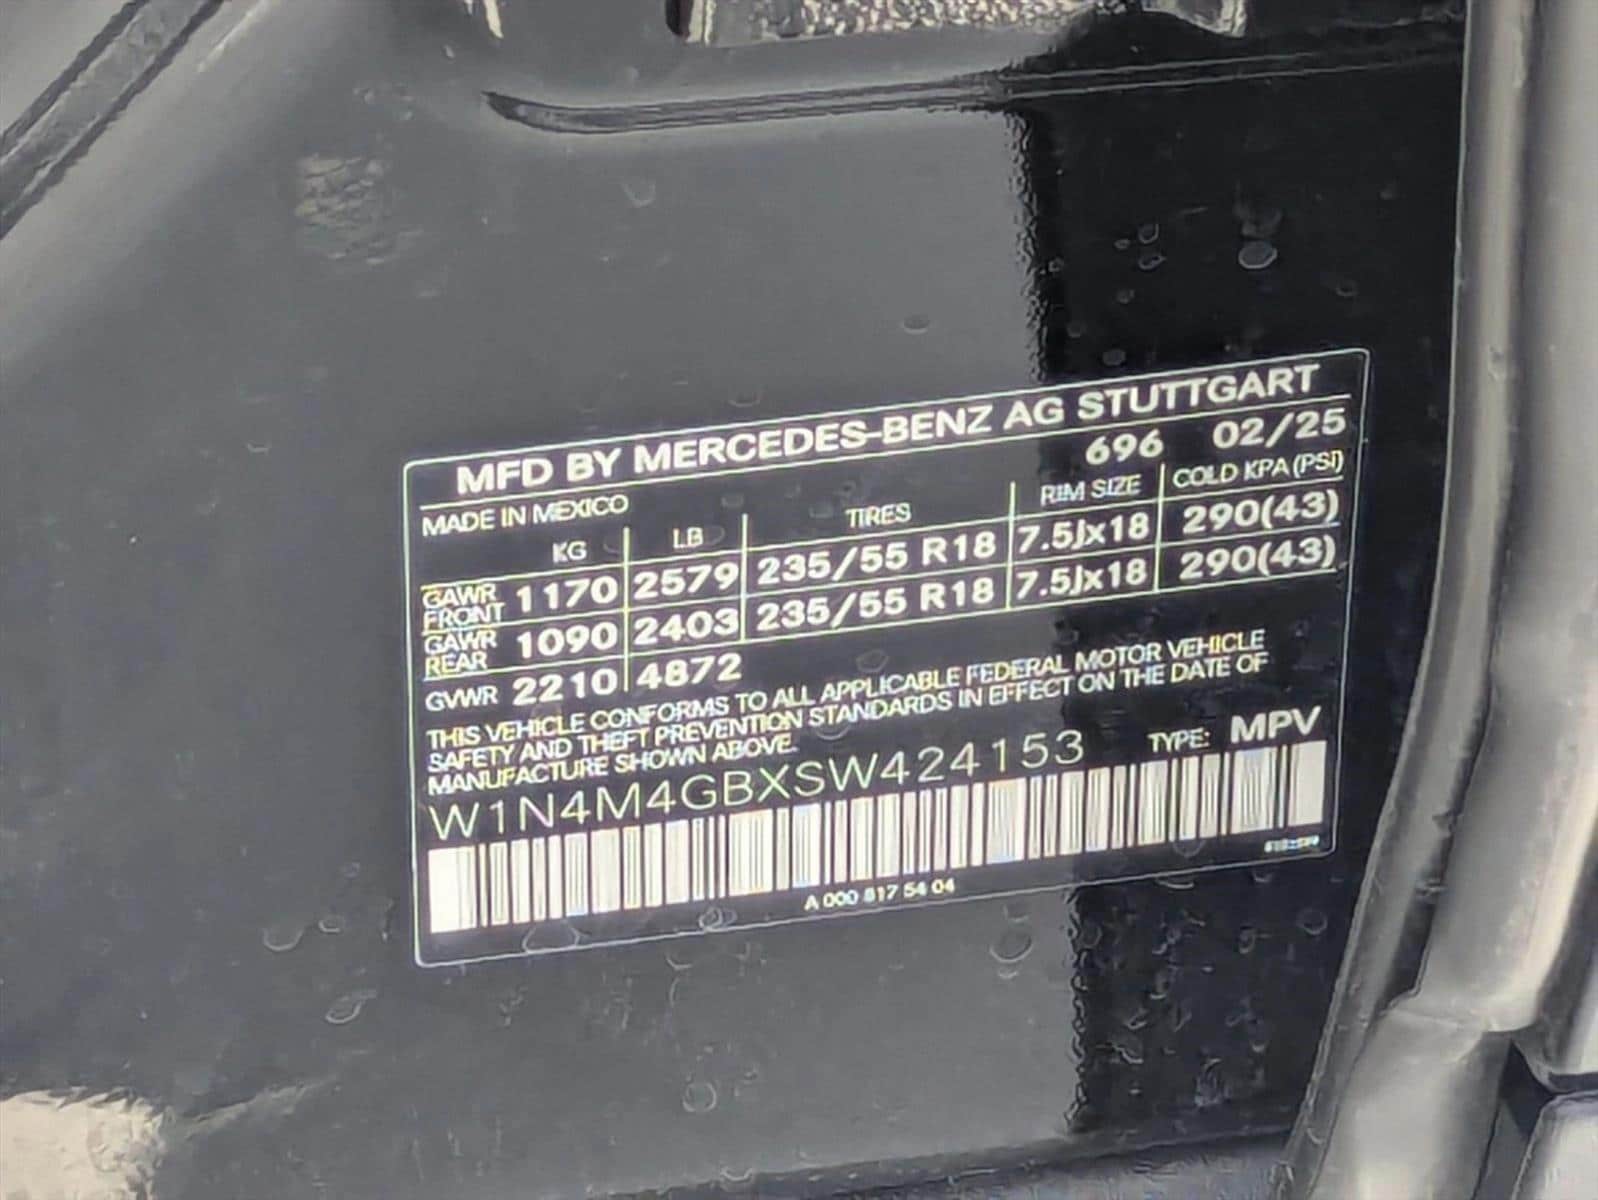 MFD BY MERCEDES-BENZ AG STUTTGART
MADE IN MEXICO 696 02/25
KG LB TIRES RIM SIZE COLD KPA (PSI)
GAWR FRONT 1170 2579 235/55 R18 7.5Jx18 290(43)
GAWR REAR 1090 2403 235/55 R18 7.5Jx18 290(43)
GVWR 2210 4872
THIS VEHICLE CONFORMS TO ALL APPLICABLE FEDERAL MOTOR VEHICLE
SAFETY AND THEFT PREVENTION STANDARDS IN EFFECT ON THE DATE OF
MANUFACTURE SHOWN ABOVE.
W1N4M4GBXSW424153 TYPE: MPV
A 000 817 54 04